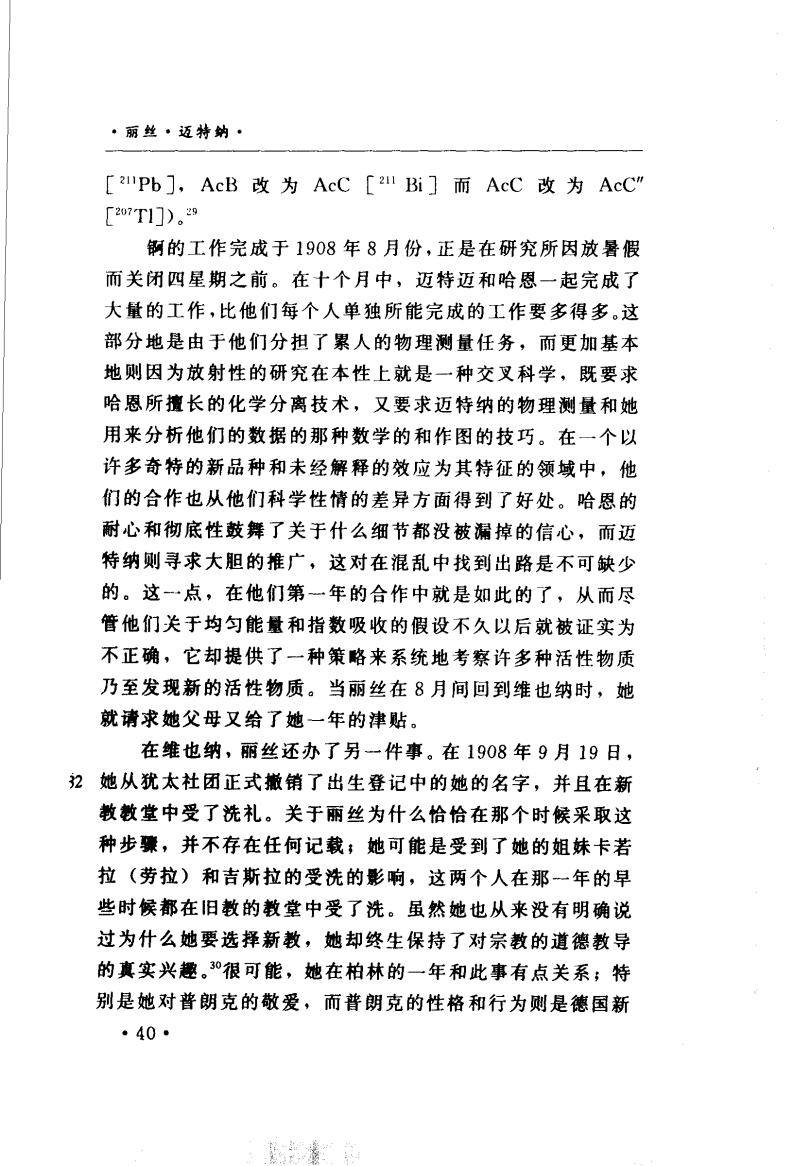 ·丽丝·迈特纳·
[²¹¹Pb]，AcB 改为 AcC [²¹¹Bi] 而 AcC 改为 AcC″
[²⁰⁷Tl])。²⁹
锕的工作完成于1908年8月份，正是在研究所因放暑假
而关闭四星期之前。在十个月中，迈特迈和哈恩一起完成了
大量的工作，比他们每个人单独所能完成的工作要多得多。这
部分地是由于他们分担了累人的物理测量任务，而更加基本
地则因为放射性的研究在本性上就是一种交叉科学，既要求
哈恩所擅长的化学分离技术，又要求迈特纳的物理测量和她
用来分析他们的数据的那种数学的和作图的技巧。在一个以
许多奇特的新品种和未经解释的效应为其特征的领域中，他
们的合作也从他们科学性情的差异方面得到了好处。哈恩的
耐心和彻底性鼓舞了关于什么细节都没被漏掉的信心，而迈
特纳则寻求大胆的推广，这对在混乱中找到出路是不可缺少
的。这一点，在他们第一年的合作中就是如此的了，从而尽
管他们关于均匀能量和指数吸收的假设不久以后就被证实为
不正确，它却提供了一种策略来系统地考察许多种活性物质
乃至发现新的活性物质。当丽丝在8月间回到维也纳时，她
就请求她父母又给了她一年的津贴。
在维也纳，丽丝还办了另一件事。在1908年9月19日，
32 她从犹太社团正式撤销了出生登记中的她的名字，并且在新
教教堂中受了洗礼。关于丽丝为什么恰恰在那个时候采取这
种步骤，并不存在任何记载；她可能是受到了她的姐妹卡若
拉（劳拉）和吉斯拉的受洗的影响，这两个人在那一年的早
些时候都在旧教的教堂中受了洗。虽然她也从来没有明确说
过为什么她要选择新教，她却终生保持了对宗教的道德教导
的真实兴趣。³⁰很可能，她在柏林的一年和此事有点关系；特
别是她对普朗克的敬爱，而普朗克的性格和行为则是德国新
·40·